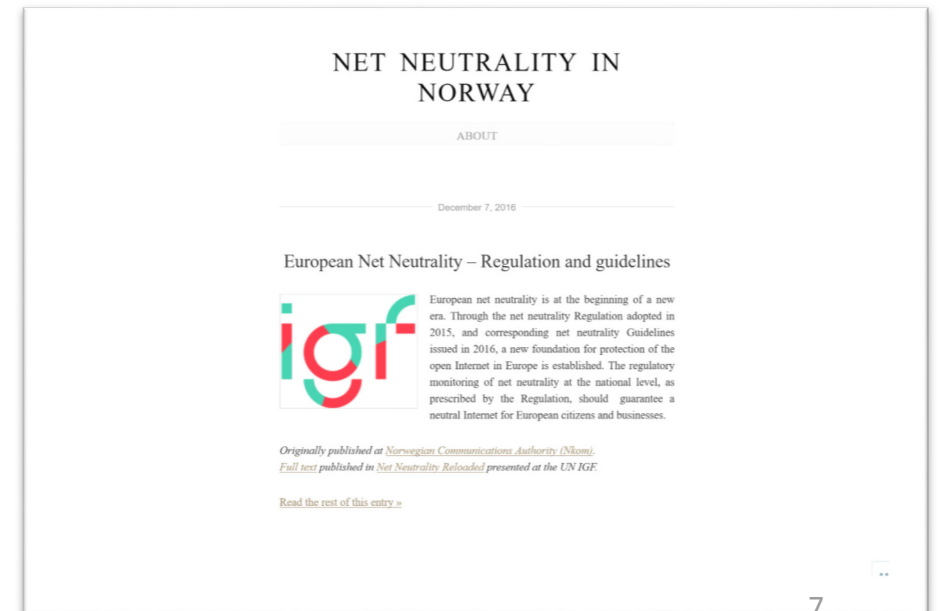 NET NEUTRALITY IN
NORWAY
ABOUT
December 7, 2016
European Net Neutrality – Regulation and guidelines
igf
European net neutrality is at the beginning of a new
era. Through the net neutrality Regulation adopted in
2015, and corresponding net neutrality Guidelines
issued in 2016, a new foundation for protection of the
open Internet in Europe is established. The regulatory
monitoring of net neutrality at the national level, as
prescribed by the Regulation, should guarantee a
neutral Internet for European citizens and businesses.
Originally published at Norwegian Communications Authority (Nkom).
Full text published in Net Neutrality Reloaded presented at the UN IGF.
Read the rest of this entry »
7